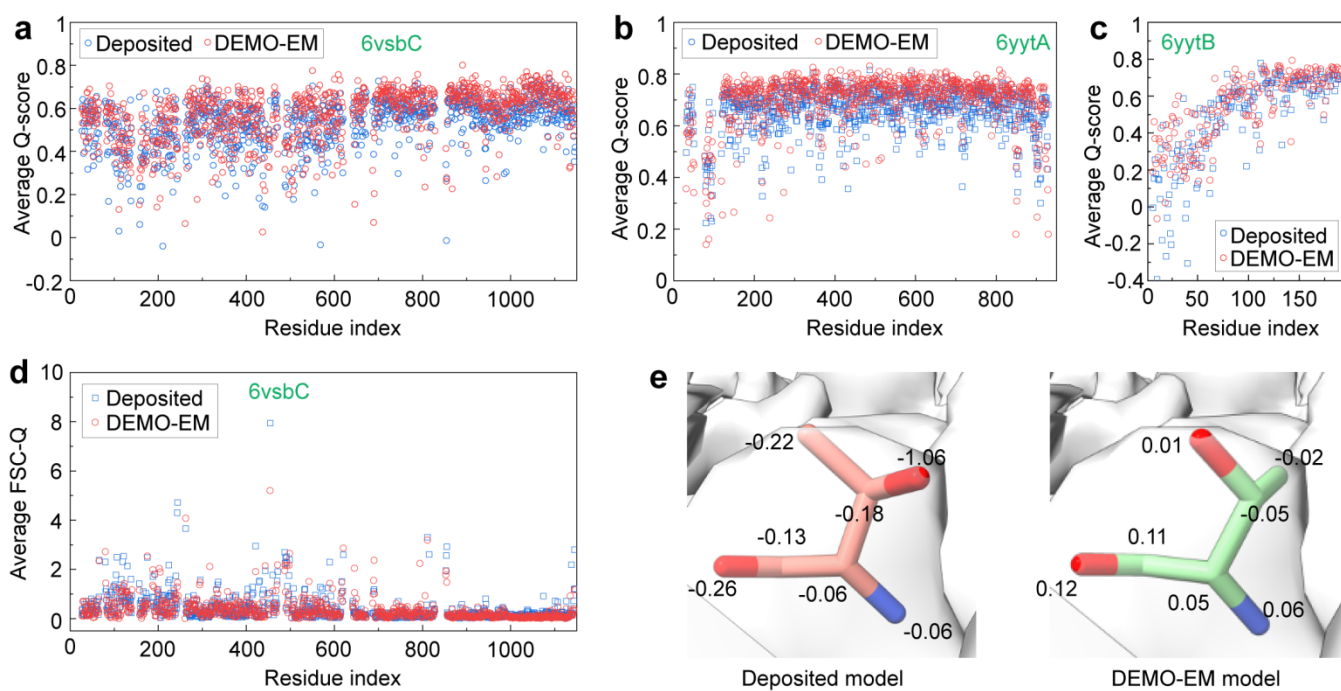 a
Deposited DEMO-EM 6vsbC
Average Q-score
1
0.8
0.6
0.4
0.2
0
-0.2
0 200 400 600 800 1000
Residue index
b
Deposited DEMO-EM 6yytA
Average Q-score
1
0.8
0.6
0.4
0.2
0
0 200 400 600 800
Residue index
c
6yytB
Average Q-score
1
0.8
0.6
0.4
0.2
0
-0.2
-0.4
Deposited
DEMO-EM
0 50 100 150
Residue index
d
Deposited 6vsbC
DEMO-EM
Average FSC-Q
10
8
6
4
2
0
0 200 400 600 800 1000
Residue index
e
-0.22
-1.06
-0.18
-0.13
-0.26
-0.06
-0.06
Deposited model
0.01
-0.02
-0.05
0.11
0.12
0.05
0.06
DEMO-EM model